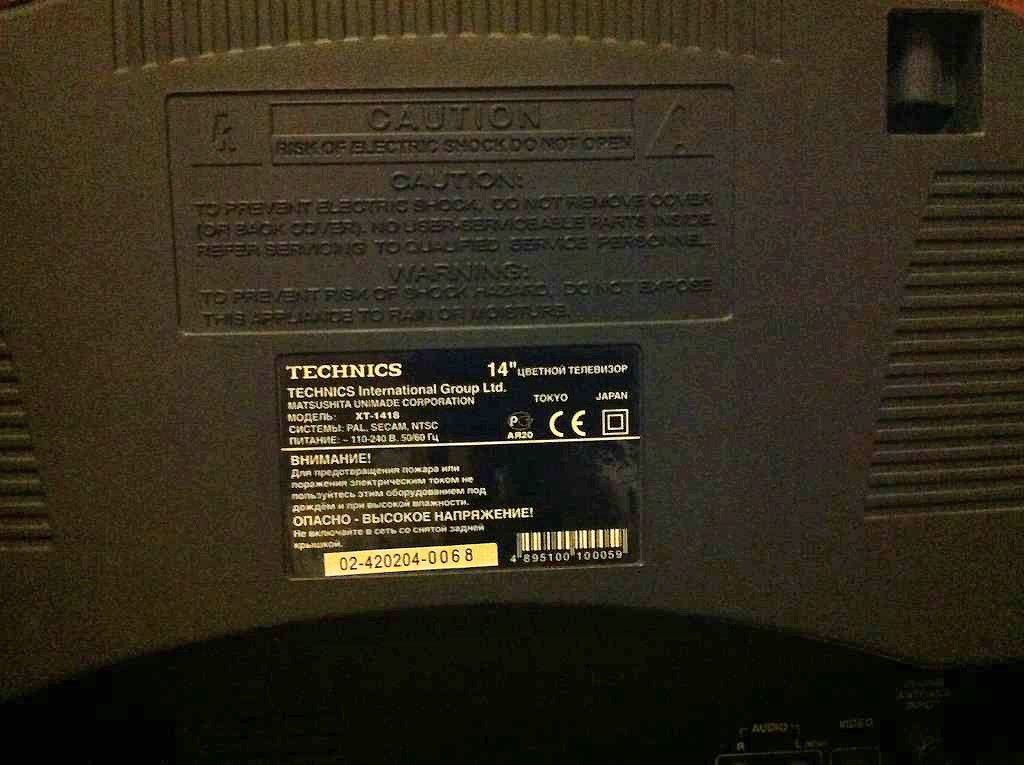 CAUTION
RISK OF ELECTRIC SHOCK DO NOT OPEN
CAUTION:
TO PREVENT ELECTRIC SHOCK, DO NOT REMOVE COVER
(OR BACK COVER). NO USER-SERVICEABLE PARTS INSIDE.
REFER SERVICING TO QUALIFIED SERVICE PERSONNEL.
WARNING:
TO PREVENT RISK OF SHOCK HAZARD, DO NOT EXPOSE
THIS APPLIANCE TO RAIN OR MOISTURE.
TECHNICS 14" ЦВЕТНОЙ ТЕЛЕВИЗОР
TECHNICS International Group Ltd.
MATSUSHITA UNIMADE CORPORATION TOKYO JAPAN
МОДЕЛЬ: XT-1418
СИСТЕМЫ: PAL, SECAM, NTSC
ПИТАНИЕ: ~ 110-240 В, 50/60 Гц
АЯ20
CE
ВНИМАНИЕ!
Для предотвращения пожара или
поражения электрическим током не
пользуйтесь этим оборудованием под
дождём и при высокой влажности.
ОПАСНО - ВЫСОКОЕ НАПРЯЖЕНИЕ!
Не включайте в сеть со снятой задней
крышкой.
02-420204-0068
4 895100 100059
AUDIO VIDEO
R L